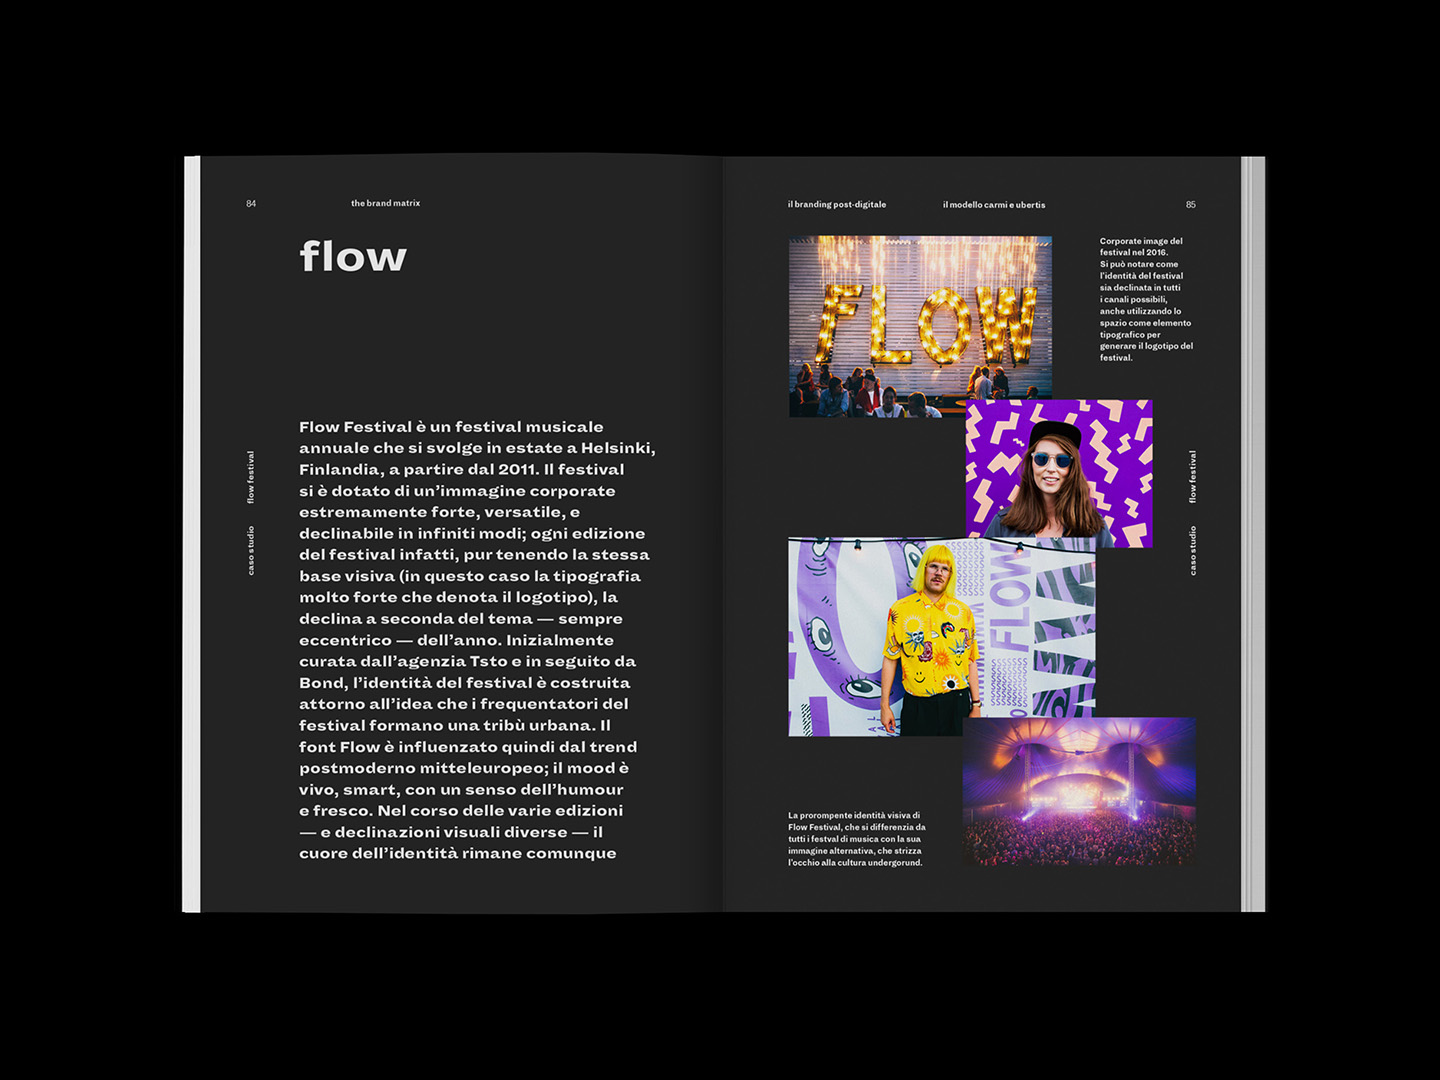 84
the brand matrix
flow
flow festival
caso studio
Flow Festival è un festival musicale
annuale che si svolge in estate a Helsinki,
Finlandia, a partire dal 2011. Il festival
si è dotato di un’immagine corporate
estremamente forte, versatile, e
declinabile in infiniti modi; ogni edizione
del festival infatti, pur tenendo la stessa
base visiva (in questo caso la tipografia
molto forte che denota il logotipo), la
declina a seconda del tema — sempre
eccentrico — dell’anno. Inizialmente
curata dall’agenzia Tsto e in seguito da
Bond, l’identità del festival è costruita
attorno all’idea che i frequentatori del
festival formano una tribù urbana. Il
font Flow è influenzato quindi dal trend
postmoderno mitteleuropeo; il mood è
vivo, smart, con un senso dell’humour
e fresco. Nel corso delle varie edizioni
— e declinazioni visuali diverse — il
cuore dell’identità rimane comunque
il branding post-digitale
il modello carmi e ubertis
85
FLOW
Corporate image del
festival nel 2016.
Si può notare come
l’identità del festival
sia declinata in tutti
i canali possibili,
anche utilizzando lo
spazio come elemento
tipografico per
generare il logotipo del
festival.
flow festival
caso studio
FLOW
La prorompente identità visiva di
Flow Festival, che si differenzia da
tutti i festval di musica con la sua
immagine alternativa, che strizza
l’occhio alla cultura undergorund.